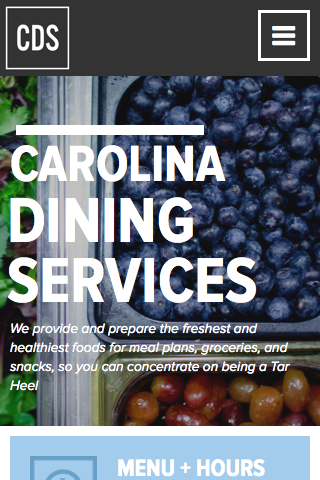 CDS
CAROLINA
DINING
SERVICES
We provide and prepare the freshest and
healthiest foods for meal plans, groceries, and
snacks, so you can concentrate on being a Tar
Heel
MENU + HOURS